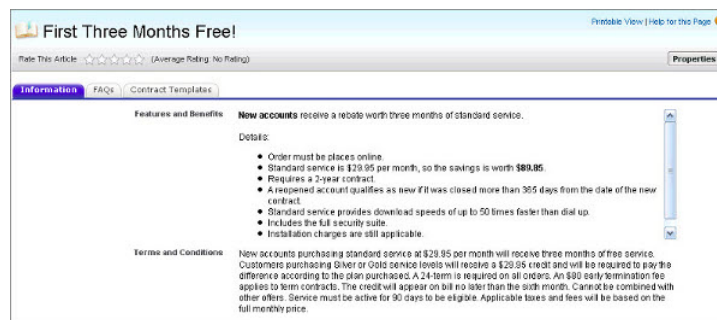 First Three Months Free!
Printable View | Help for this Page
Rate This Article (Average Rating: No Rating)
Properties
Information FAQs Contract Templates
Features and Benefits New accounts receive a rebate worth three months of standard service.
Details:
Order must be places online.
Standard service is $29.95 per month, so the savings is worth $89.85.
Requires a 2-year contract.
A reopened account qualifies as new if it was closed more than 365 days from the date of the new
contract.
Standard service provides download speeds of up to 50 times faster than dial up.
Includes the full security suite.
Installation charges are still applicable.
Terms and Conditions New accounts purchasing standard service at $29.95 per month will receive three months of free service.
Customers purchasing Silver or Gold service levels will receive a $29.95 credit and will be required to pay the
difference according to the plan purchased. A 24-term is required on all orders. An $80 early termination fee
applies to term contracts. The credit will appear on bill no later than the sixth month. Cannot be combined with
other offers. Service must be active for 90 days to be eligible. Applicable taxes and fees will be based on the
full monthly price.